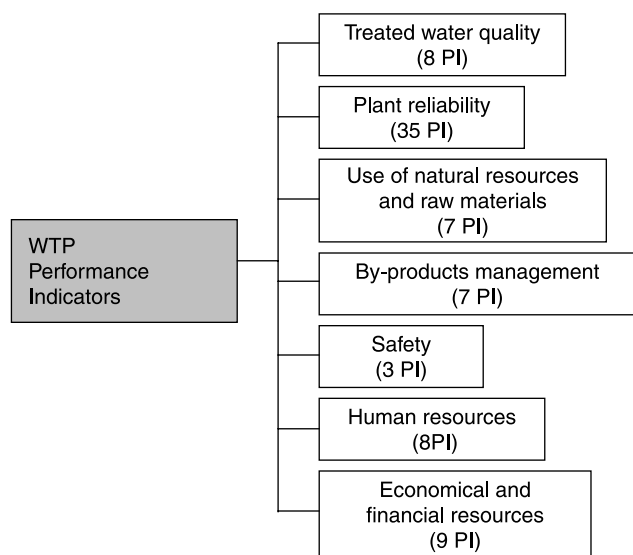 Treated water quality
(8 PI)
Plant reliability
(35 PI)
Use of natural resources
and raw materials
(7 PI)
WTP
Performance
Indicators
By-products management
(7 PI)
Safety
(3 PI)
Human resources
(8PI)
Economical and
financial resources
(9 PI)